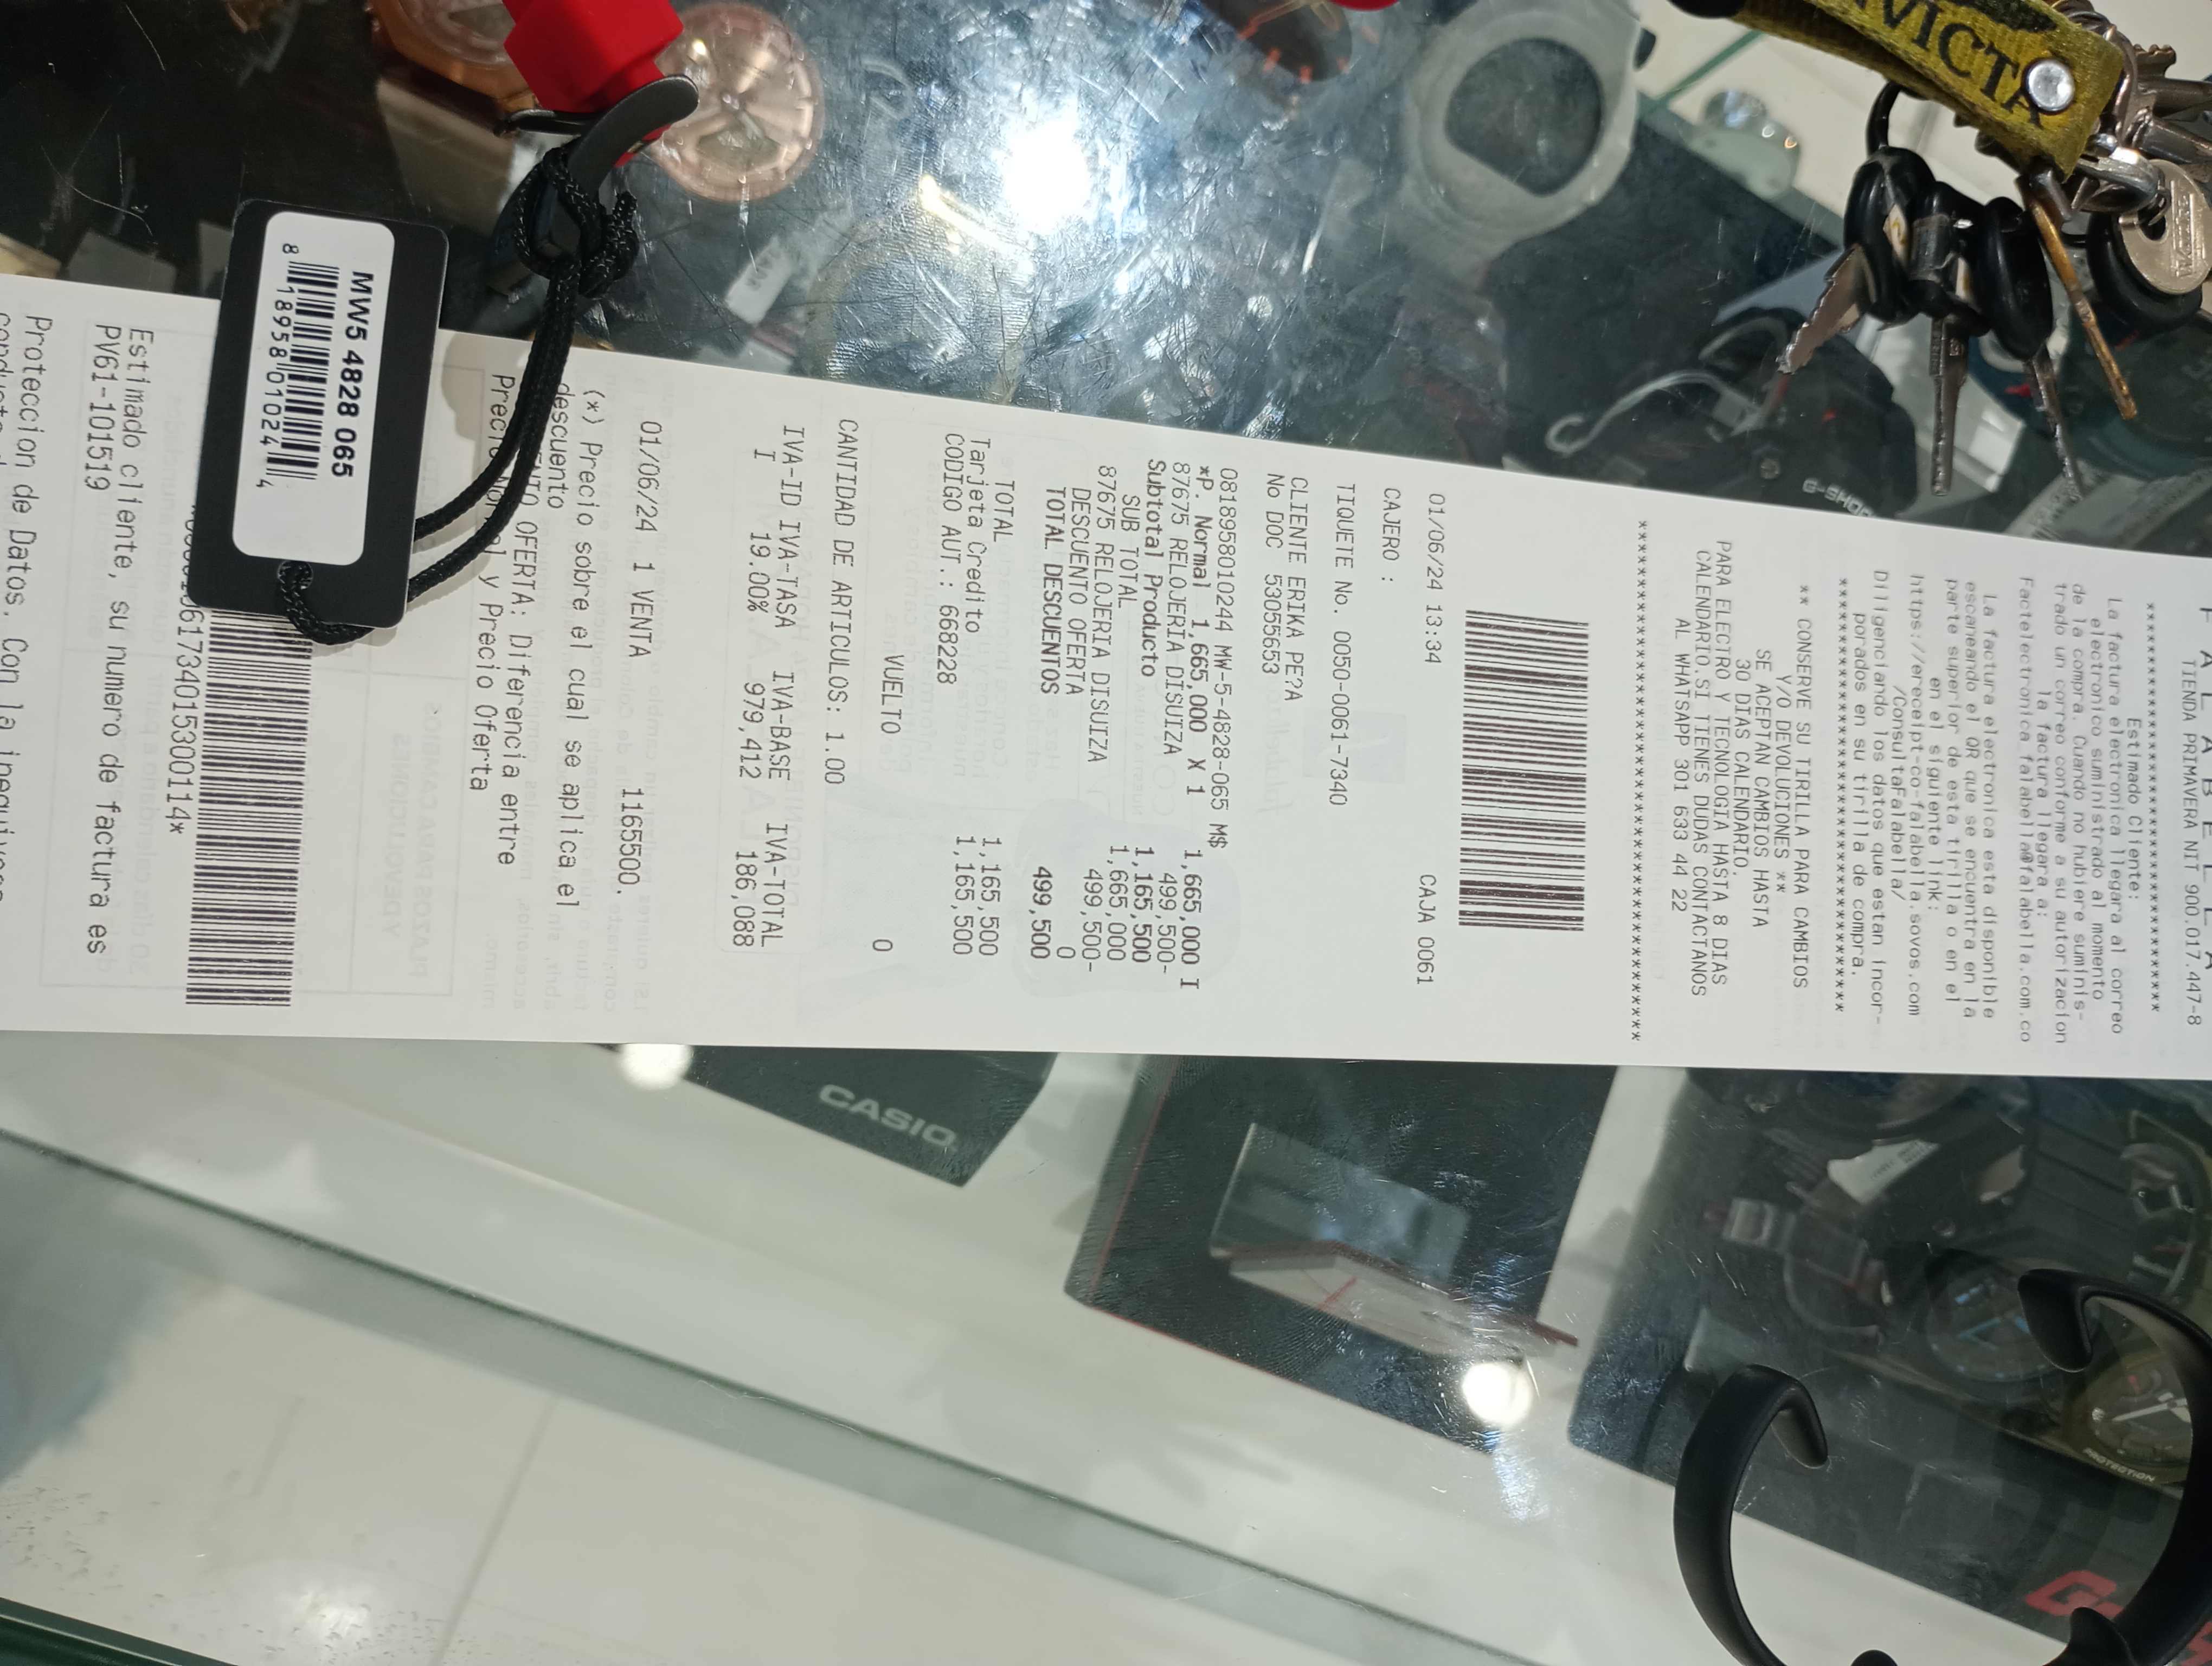 F A L A B E L L A
TIENDA PRIMAVERA NIT 900.017.447-8
****************************************
Estimado Cliente:
La factura electronica llegara al correo
electronico suministrado al momento
de la compra. Cuando no hubiere suminis-
trado un correo conforme a su autorizacion
la factura llegara a:
Factelectronica falabella@falabella.com.co
La factura electronica esta disponible
escaneando el QR que se encuentra en la
parte superior de esta tirilla o en el
en el siguiente link:
https://ereceipt-co-falabella.sovos.com
/ConsultaFalabella/
Diligenciando los datos que estan incor-
porados en su tirilla de compra.
****************************************
** CONSERVE SU TIRILLA PARA CAMBIOS
Y/O DEVOLUCIONES **
SE ACEPTAN CAMBIOS HASTA
30 DIAS CALENDARIO.
PARA ELECTRO Y TECNOLOGIA HASTA 8 DIAS
CALENDARIO.SI TIENES DUDAS CONTACTANOS
AL WHATSAPP 301 633 44 22
****************************************
01/06/24 13:34 CAJA 0061
CAJERO :
TIQUETE No. 0050-0061-7340
CLIENTE ERIKA PE?A
No DOC 53055653
0818958010244 MW-5-4828-065 M$
*P. Normal 1,665,000 X 1 1,665,000 I
87675 RELOJERIA DISUIZA 499,500-
Subtotal Producto 1,165,500
SUB TOTAL 1,665,000
87675 RELOJERIA DISUIZA 499,500-
DESCUENTO OFERTA 0
TOTAL DESCUENTOS 499,500
TOTAL 1,165,500
Tarjeta Credito 1,165,500
CODIGO AUT.: 668228
VUELTO 0
CANTIDAD DE ARTICULOS: 1.00
IVA-ID IVA-TASA IVA-BASE IVA-TOTAL
I 19.00% 979,412 186,088
01/06/24 1 VENTA 1165500.
(*) Precio sobre el cual se aplica el
descuento
OFERTA: Diferencia entre
Precio y Precio Oferta
61734015300114*
Estimado cliente, su numero de factura es
PV61-101519
Proteccion de Datos. Con la inequivoca
MW5 4828 065
8 18958 01024 4
INVICTA
CASIO
G-SHOCK
PROTECTION